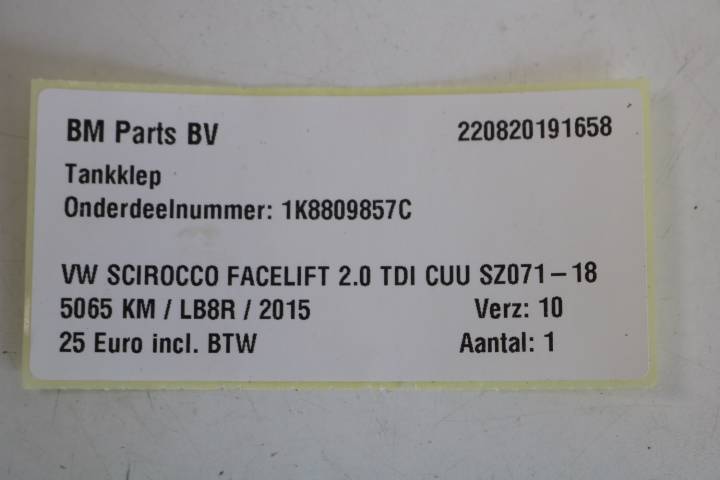 BM Parts BV 220820191658
Tankklep
Onderdeelnummer: 1K8809857C
VW SCIROCCO FACELIFT 2.0 TDI CUU SZ071-18
5065 KM / LB8R / 2015 Verz: 10
25 Euro incl. BTW Aantal: 1